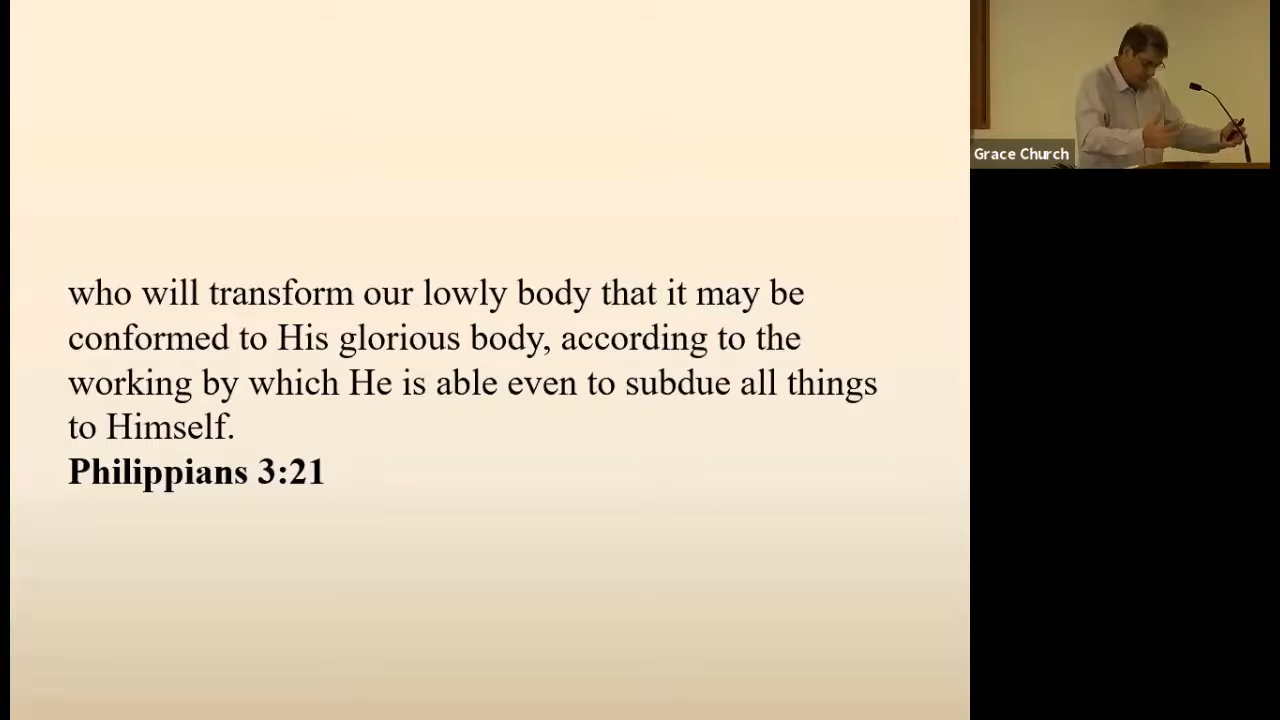 who will transform our lowly body that it may be
conformed to His glorious body, according to the
working by which He is able even to subdue all things
to Himself.
Philippians 3:21
Grace Church